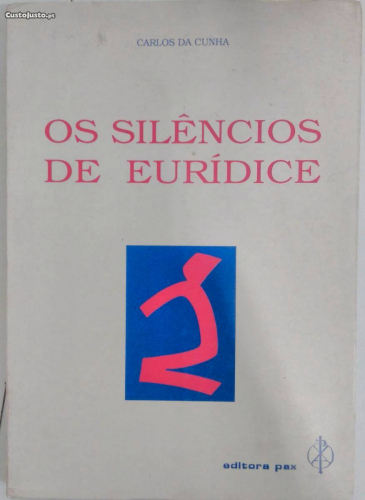 CustoJusto.pt
CARLOS DA CUNHA
OS SILÊNCIOS
DE EURÍDICE
editora pax